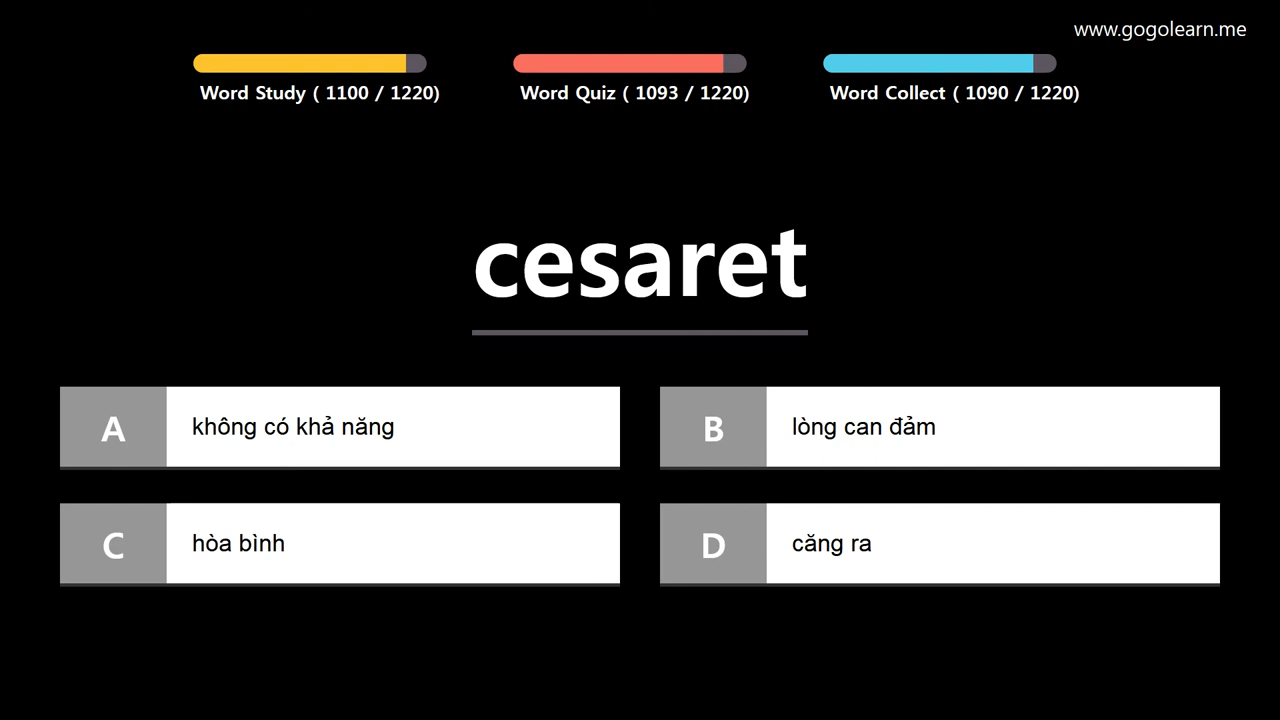 www.gogolearn.me
Word Study ( 1100 / 1220)
Word Quiz ( 1093 / 1220)
Word Collect ( 1090 / 1220)
cesaret
A không có khả năng
B lòng can đảm
C hòa bình
D căng ra